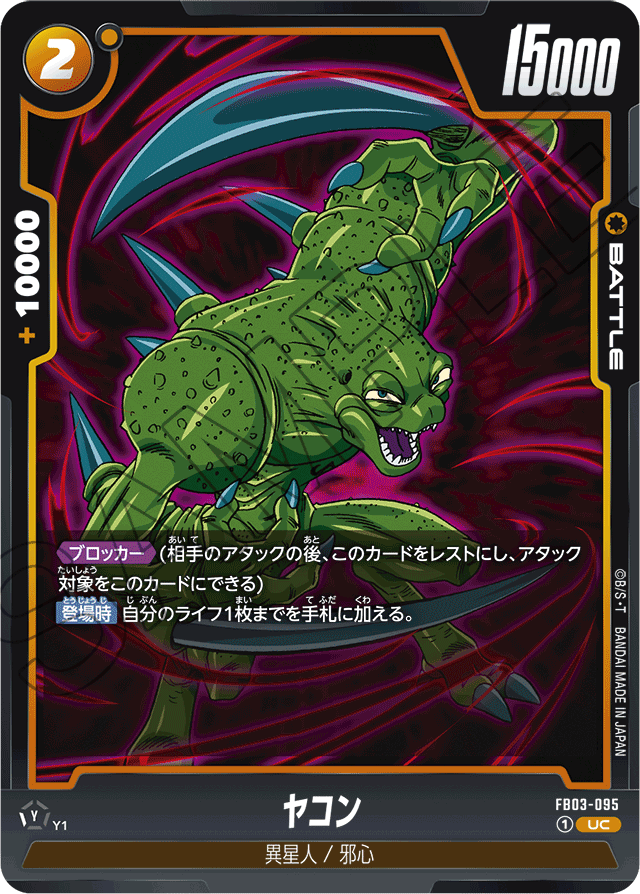 2
15000
+ 10000
BATTLE
SAMPLE
ブロッカー (相手のアタックの後、このカードをレストにし、アタック
対象をこのカードにできる)
登場時 自分のライフ1枚までを手札に加える。
©B/S・T BANDAI MADE IN JAPAN
Y Y1
ヤコン
FB03-095
1 UC
異星人 / 邪心